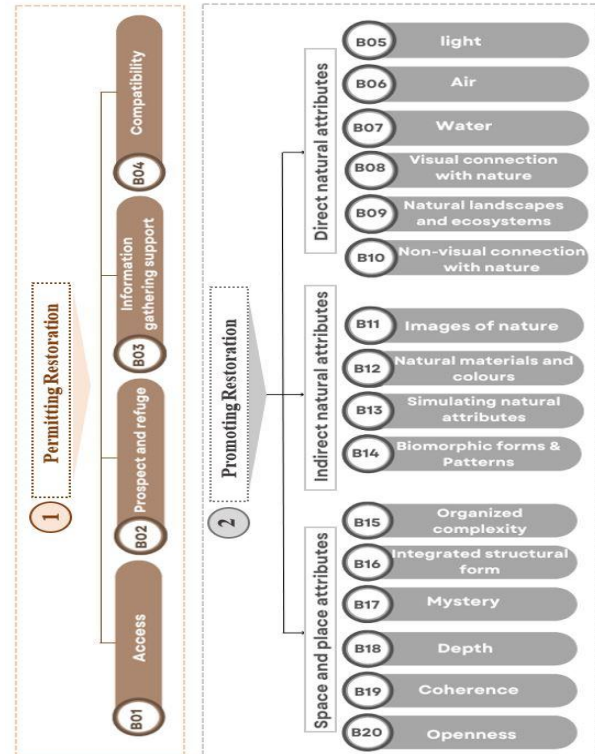 1
Permitting Restoration
B01
Access
B02
Prospect and refuge
B03
Information
gathering support
B04
Compatibility
2
Promoting Restoration
Direct natural attributes
B05
light
B06
Air
B07
Water
B08
Visual connection
with nature
B09
Natural landscapes
and ecosystems
B10
Non-visual connection
with nature
Indirect natural attributes
B11
Images of nature
B12
Natural materials and
colours
B13
Simulating natural
attributes
B14
Biomorphic forms &
Patterns
Space and place attributes
B15
Organized
complexity
B16
Integrated structural
form
B17
Mystery
B18
Depth
B19
Coherence
B20
Openness